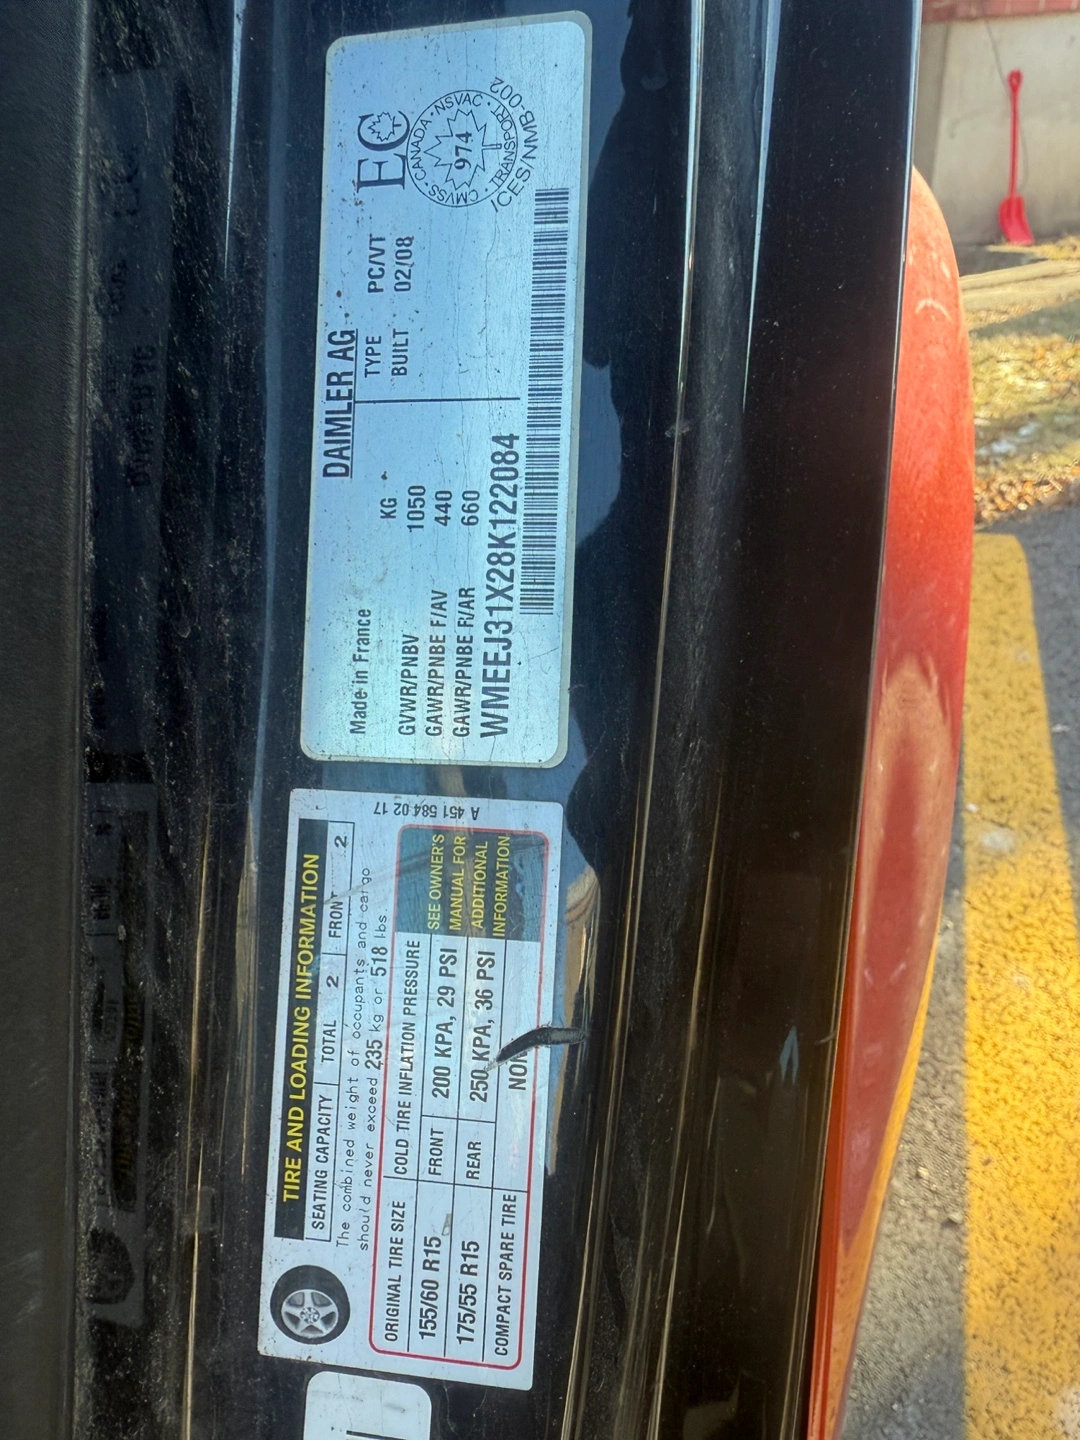 DAIMLER AG
Made in France
KG
GVWR/PNBV 1050
GAWR/PNBE F/AV 440
GAWR/PNBE R/AR 660
TYPE PC/VT
BUILT 02/08
WMEEJ31X28K122084
EC
CMVSS · CANADA · NSVAC · TRANSPORT ·
974
ICES/NMB-002
TIRE AND LOADING INFORMATION
SEATING CAPACITY TOTAL 2 FRONT 2
The combined weight of occupants and cargo
should never exceed 235 kg or 518 lbs
ORIGINAL TIRE SIZE COLD TIRE INFLATION PRESSURE
155/60 R15 FRONT 200 KPA, 29 PSI
175/55 R15 REAR 250 KPA, 36 PSI
COMPACT SPARE TIRE
SEE OWNER'S
MANUAL FOR
ADDITIONAL
INFORMATION
A 451 584 02 17